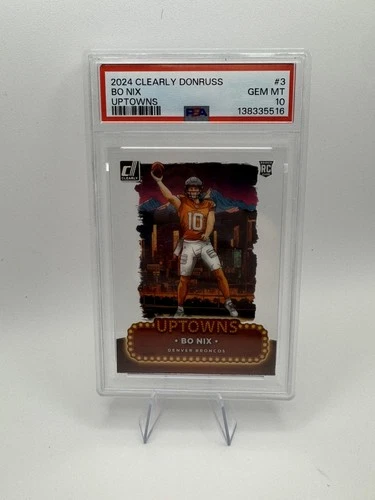 2024 CLEARLY DONRUSS #3
BO NIX GEM MT
UPTOWNS PSA 10
138335516
CLEARLY
RC
10
UPTOWNS
• BO NIX •
DENVER BRONCOS